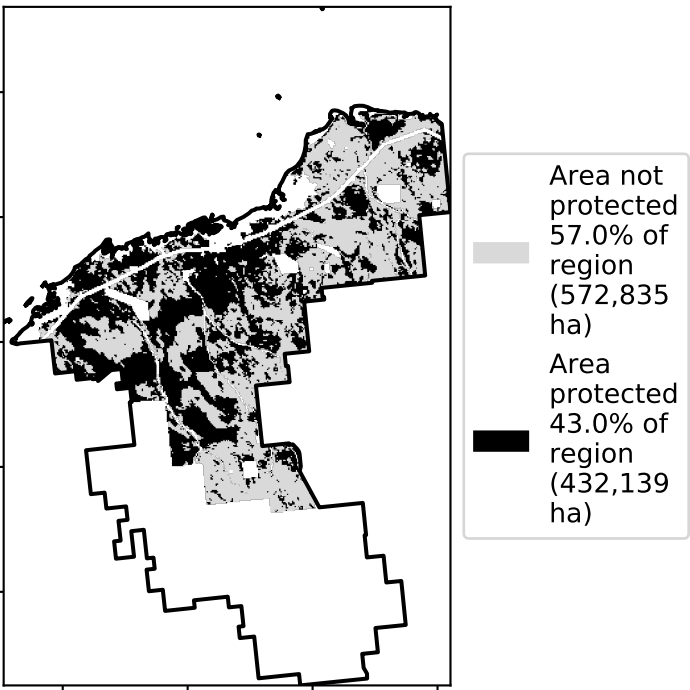 Area not
protected
57.0% of
region
(572,835
ha)
Area
protected
43.0% of
region
(432,139
ha)